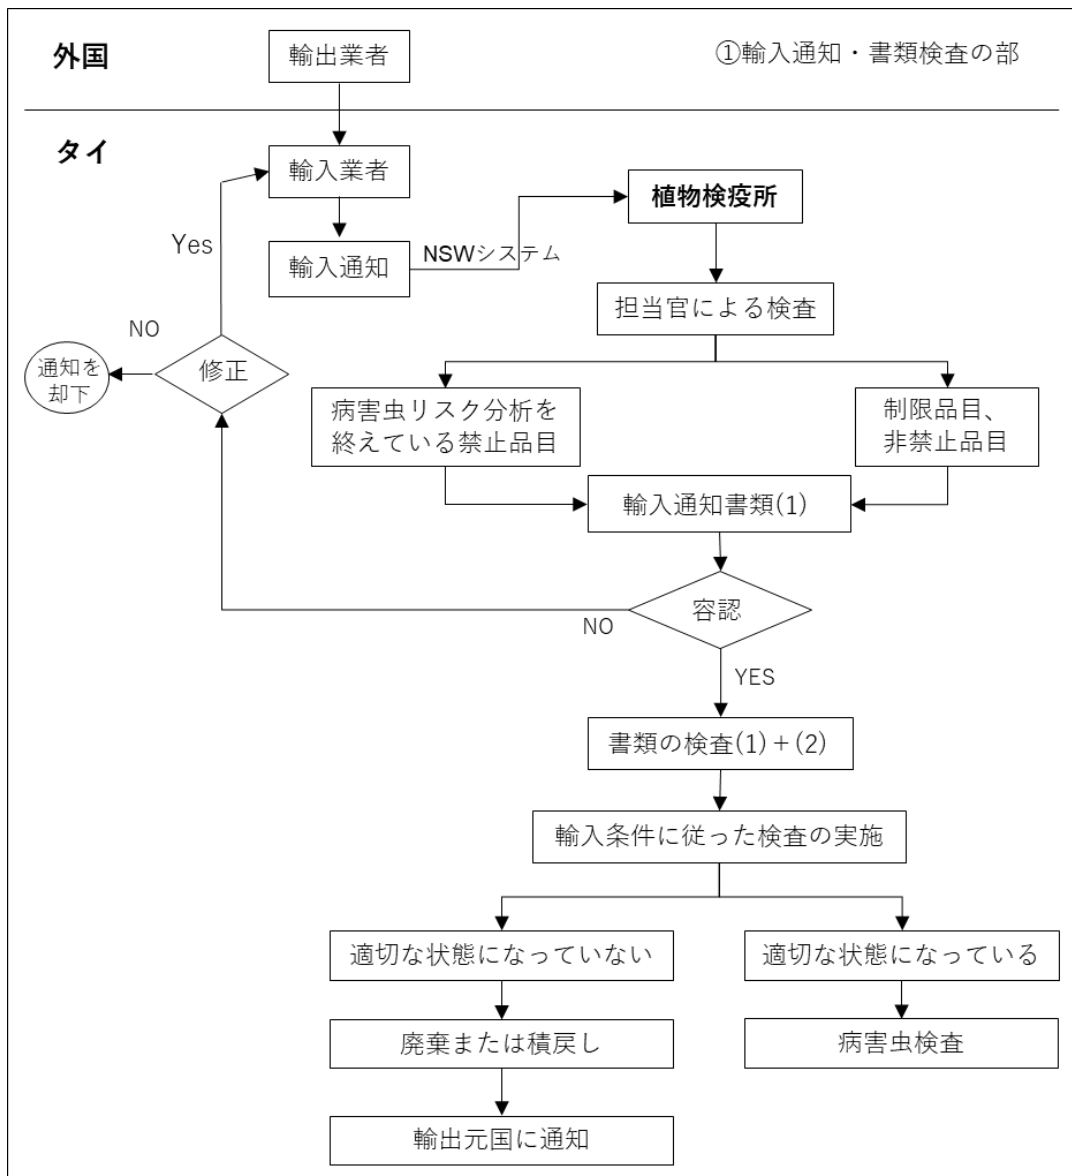 外国
輸出業者
①輸入通知・書類検査の部
タイ
輸入業者
植物検疫所
Yes
輸入通知
NSWシステム
担当官による検査
NO
通知を
却下
修正
病害虫リスク分析を
終えている禁止品目
制限品目、
非禁止品目
輸入通知書類(1)
容認
NO
YES
書類の検査(1)+(2)
輸入条件に従った検査の実施
適切な状態になっていない
適切な状態になっている
廃棄または積戻し
病害虫検査
輸出元国に通知